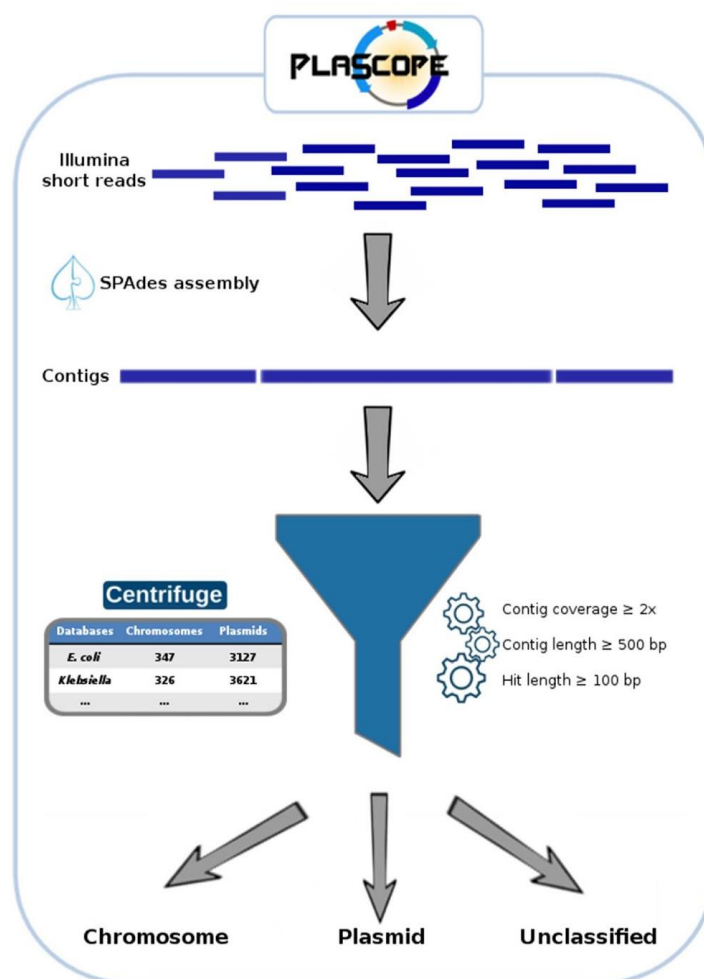 PLASCOPE
Illumina
short reads
SPAdes assembly
Contigs
Centrifuge
Databases Chromosomes Plasmids
E. coli 347 3127
Klebsiella 326 3621
... ... ...
Contig coverage ≥ 2x
Contig length ≥ 500 bp
Hit length ≥ 100 bp
Chromosome Plasmid Unclassified